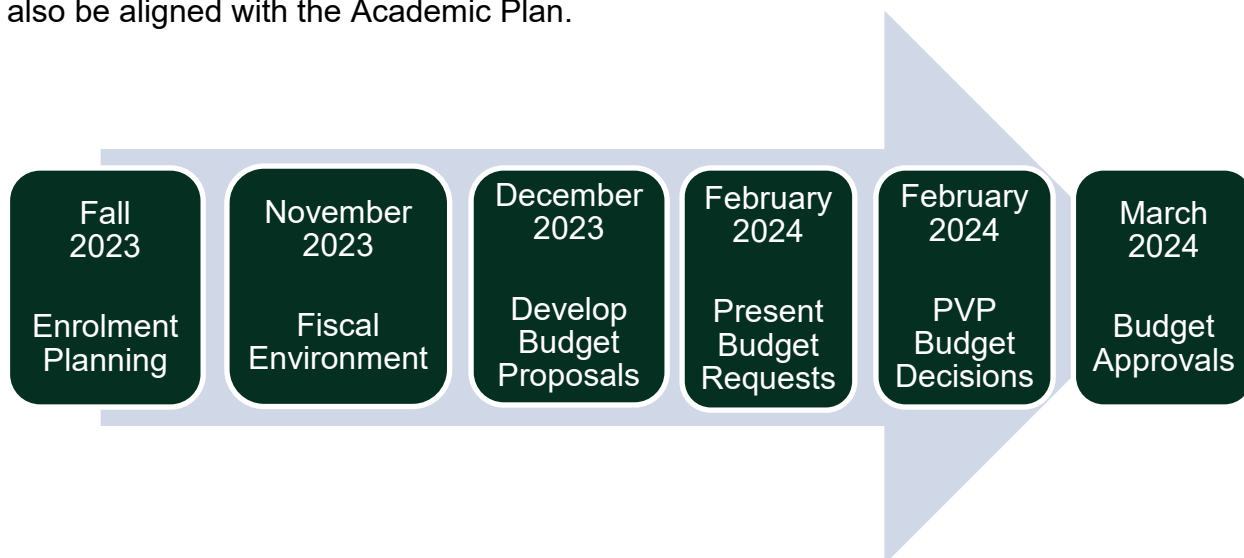 also be aligned with the Academic Plan.
Fall
2023
Enrolment
Planning
November
2023
Fiscal
Environment
December
2023
Develop
Budget
Proposals
February
2024
Present
Budget
Requests
February
2024
PVP
Budget
Decisions
March
2024
Budget
Approvals